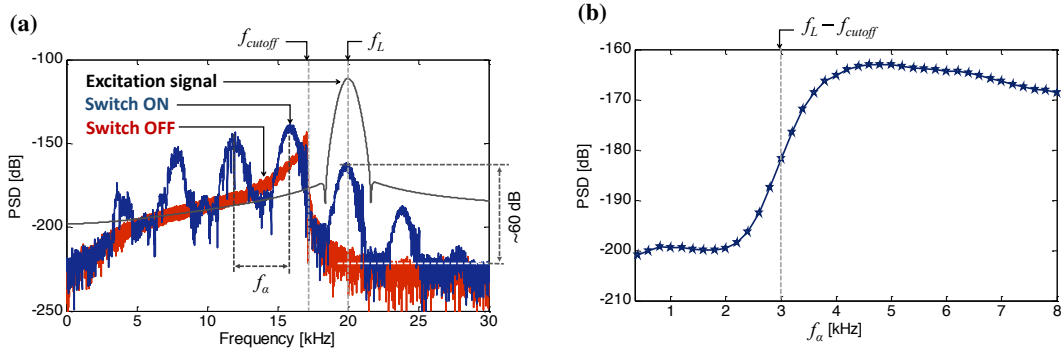 (a)
f_cutoff
f_L
Excitation signal
Switch ON
Switch OFF
-100
-150
-200
-250
PSD [dB]
f_α
~60 dB
0 5 10 15 20 25 30
Frequency [kHz]
(b)
f_L – f_cutoff
-160
-170
-180
-190
-200
-210
PSD [dB]
1 2 3 4 5 6 7 8
f_α [kHz]